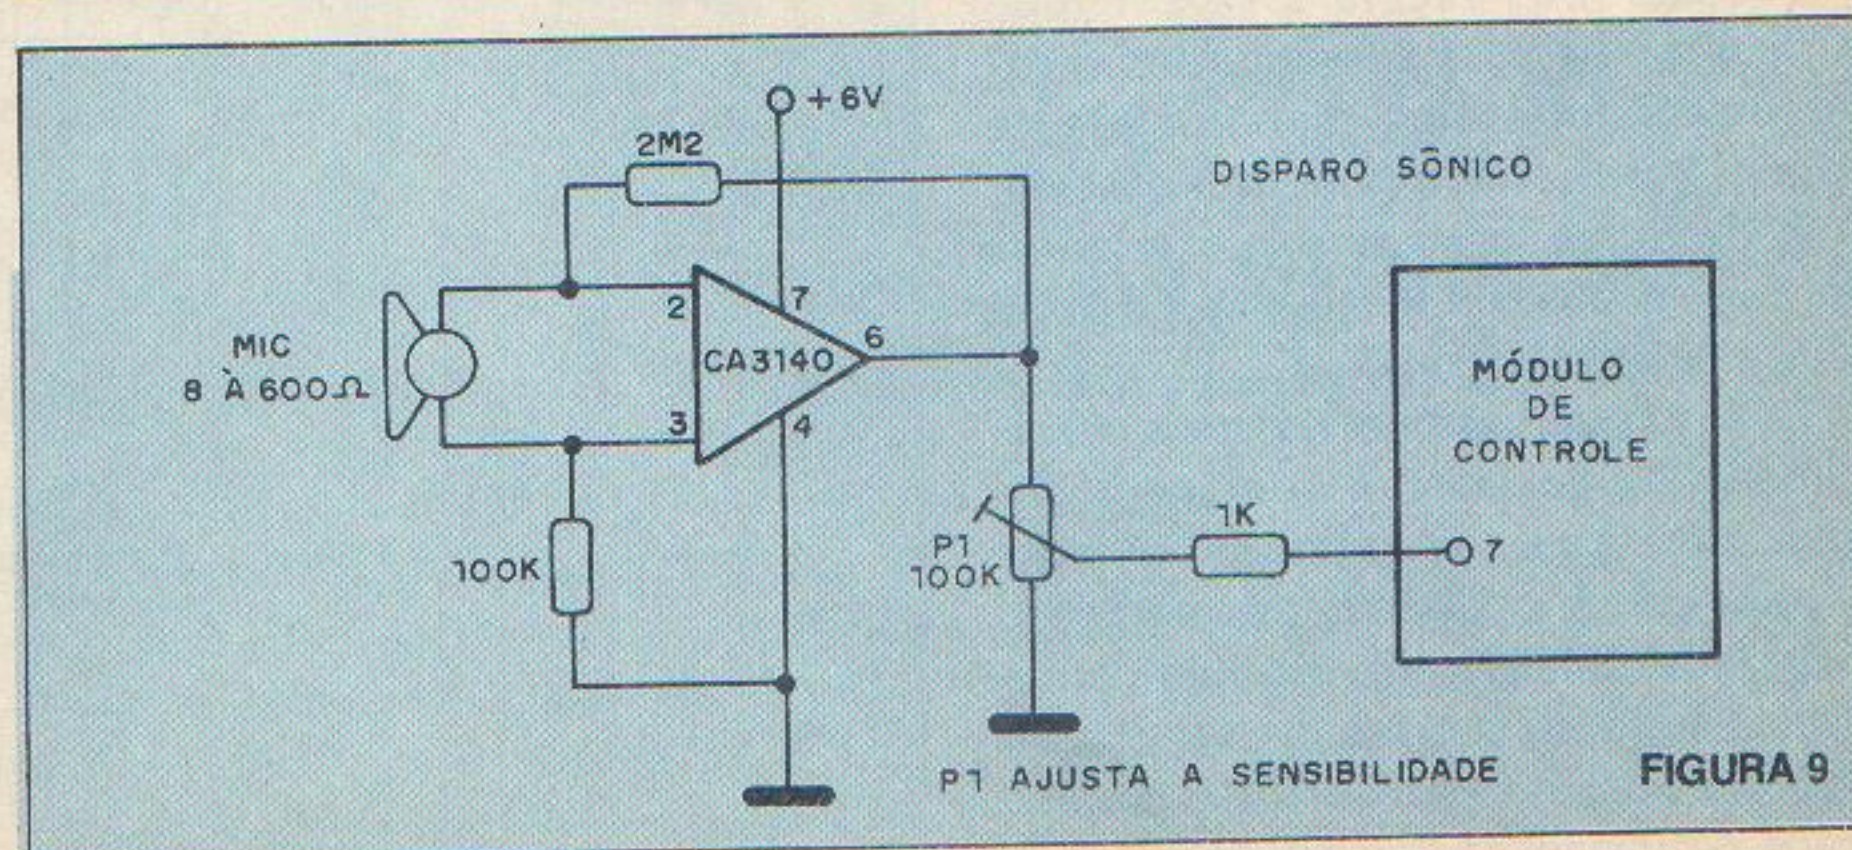 +6V
2M2
DISPARO SÔNICO
2
7
6
MIC
8 À 600Ω
CA3140
3
4
MÓDULO
DE
CONTROLE
100K
P1
100K
1K
7
P1 AJUSTA A SENSIBILIDADE
FIGURA 9